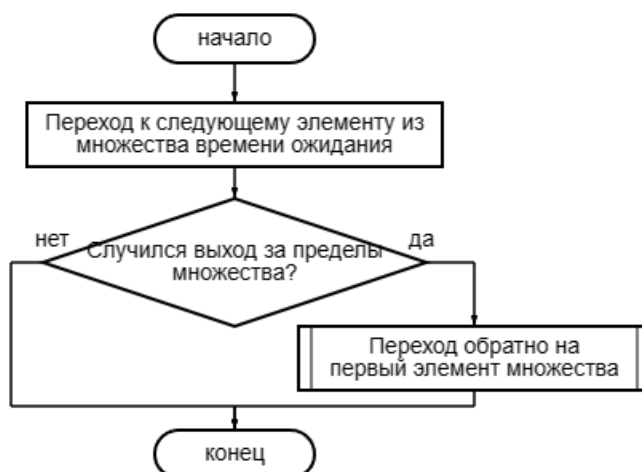 начало
Переход к следующему элементу из
множества времени ожидания
нет
Случился выход за пределы
множества?
да
Переход обратно на
первый элемент множества
конец